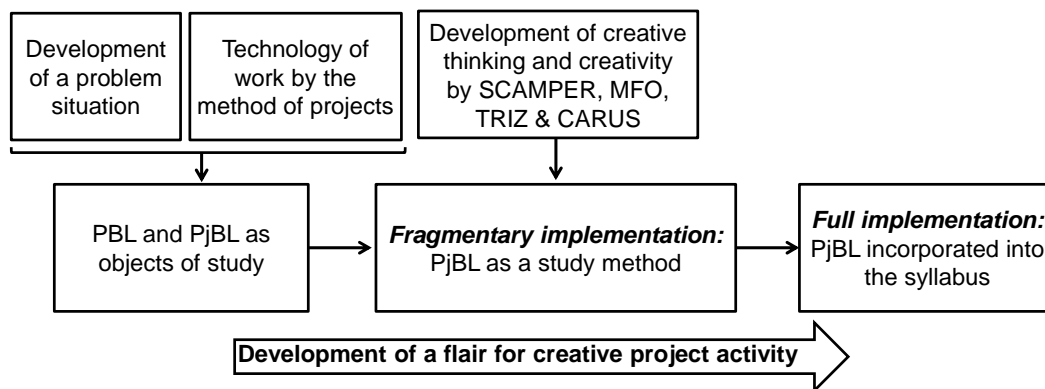 Development
of a problem
situation
Technology of
work by the
method of projects
Development of creative
thinking and creativity
by SCAMPER, MFO,
TRIZ & CARUS
PBL and PjBL as
objects of study
Fragmentary implementation:
PjBL as a study method
Full implementation:
PjBL incorporated into
the syllabus
Development of a flair for creative project activity